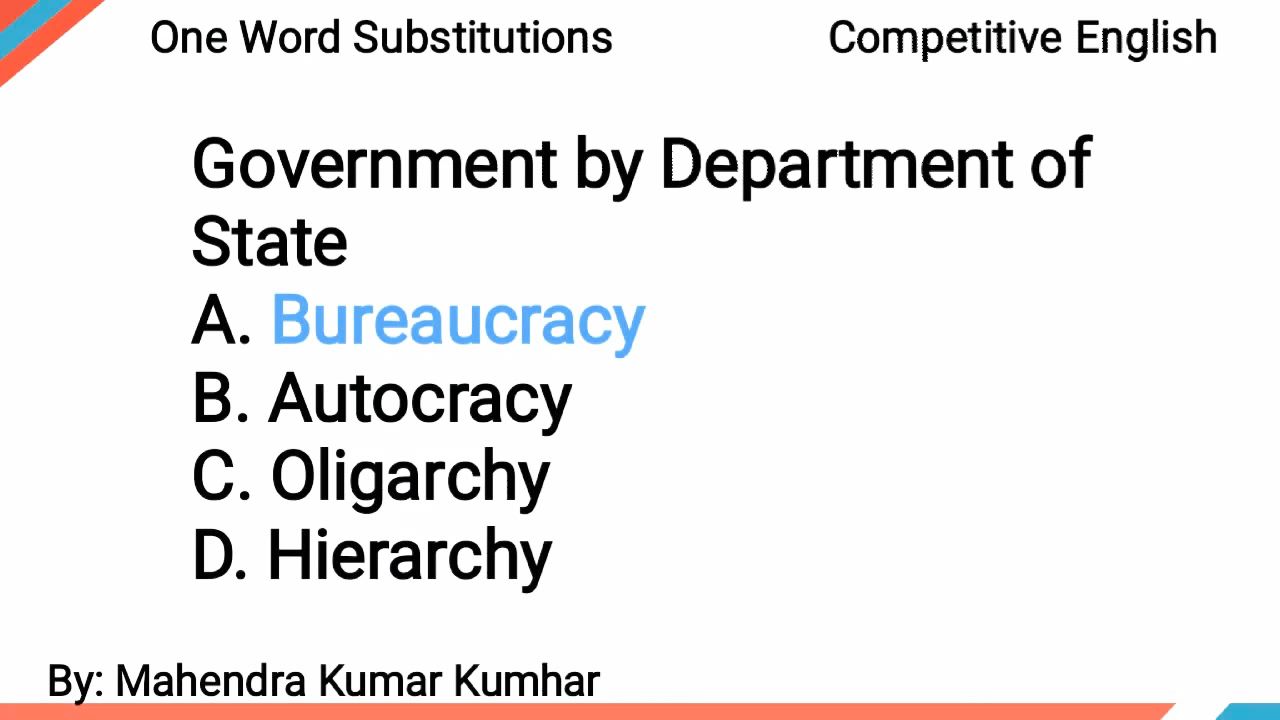 One Word Substitutions
Competitive English
Government by Department of
State
A. Bureaucracy
B. Autocracy
C. Oligarchy
D. Hierarchy
By: Mahendra Kumar Kumhar